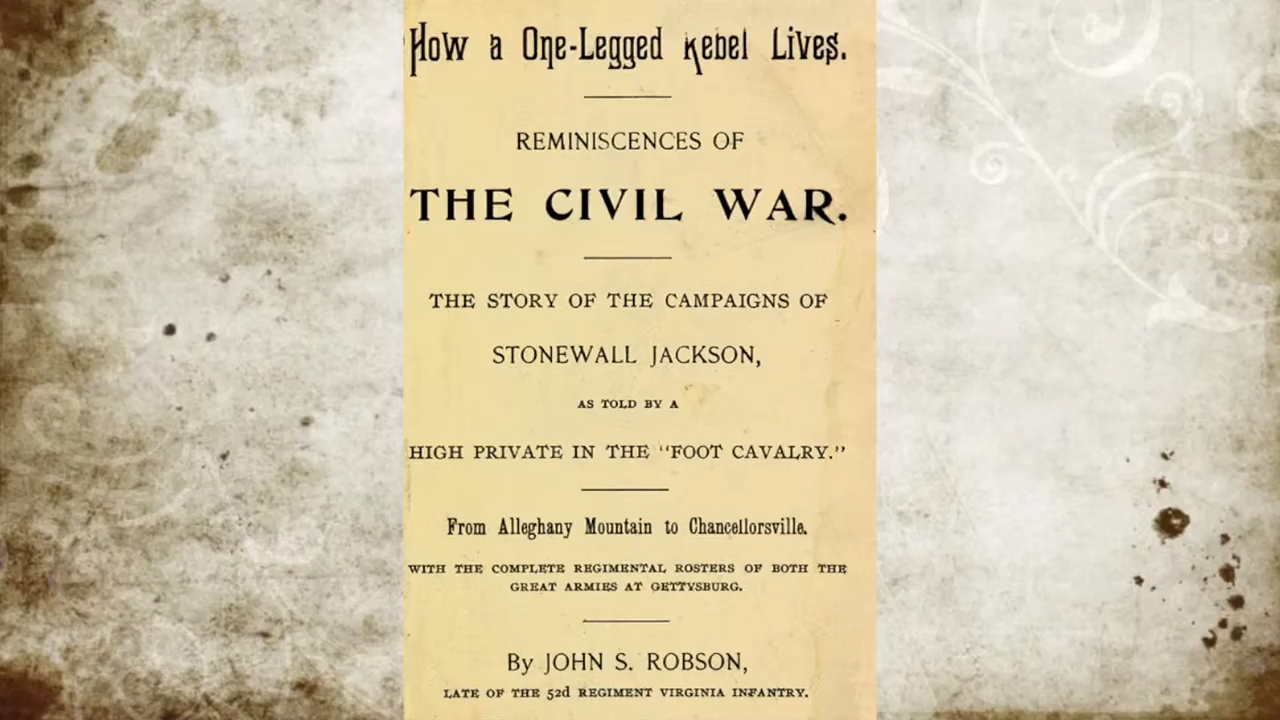 How a One-Legged Rebel Lives.
REMINISCENCES OF
THE CIVIL WAR.
THE STORY OF THE CAMPAIGNS OF
STONEWALL JACKSON,
AS TOLD BY A
HIGH PRIVATE IN THE “FOOT CAVALRY.”
From Alleghany Mountain to Chancellorsville.
WITH THE COMPLETE REGIMENTAL ROSTERS OF BOTH THE
GREAT ARMIES AT GETTYSBURG.
By JOHN S. ROBSON,
LATE OF THE 52d REGIMENT VIRGINIA INFANTRY.